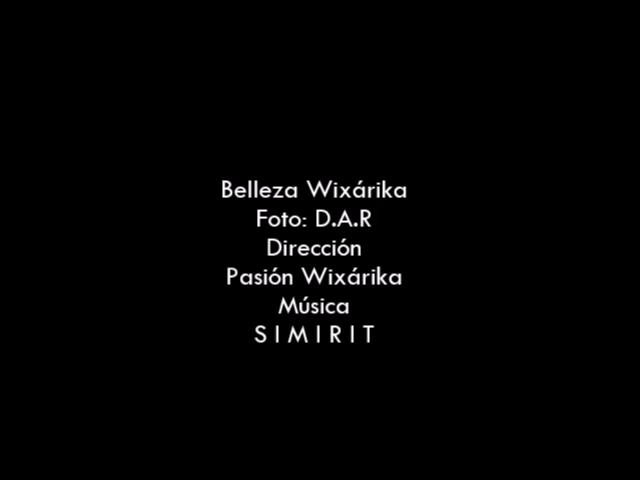 Belleza Wixárika
Foto: D.A.R
Dirección
Pasión Wixárika
Música
S I M I R I T